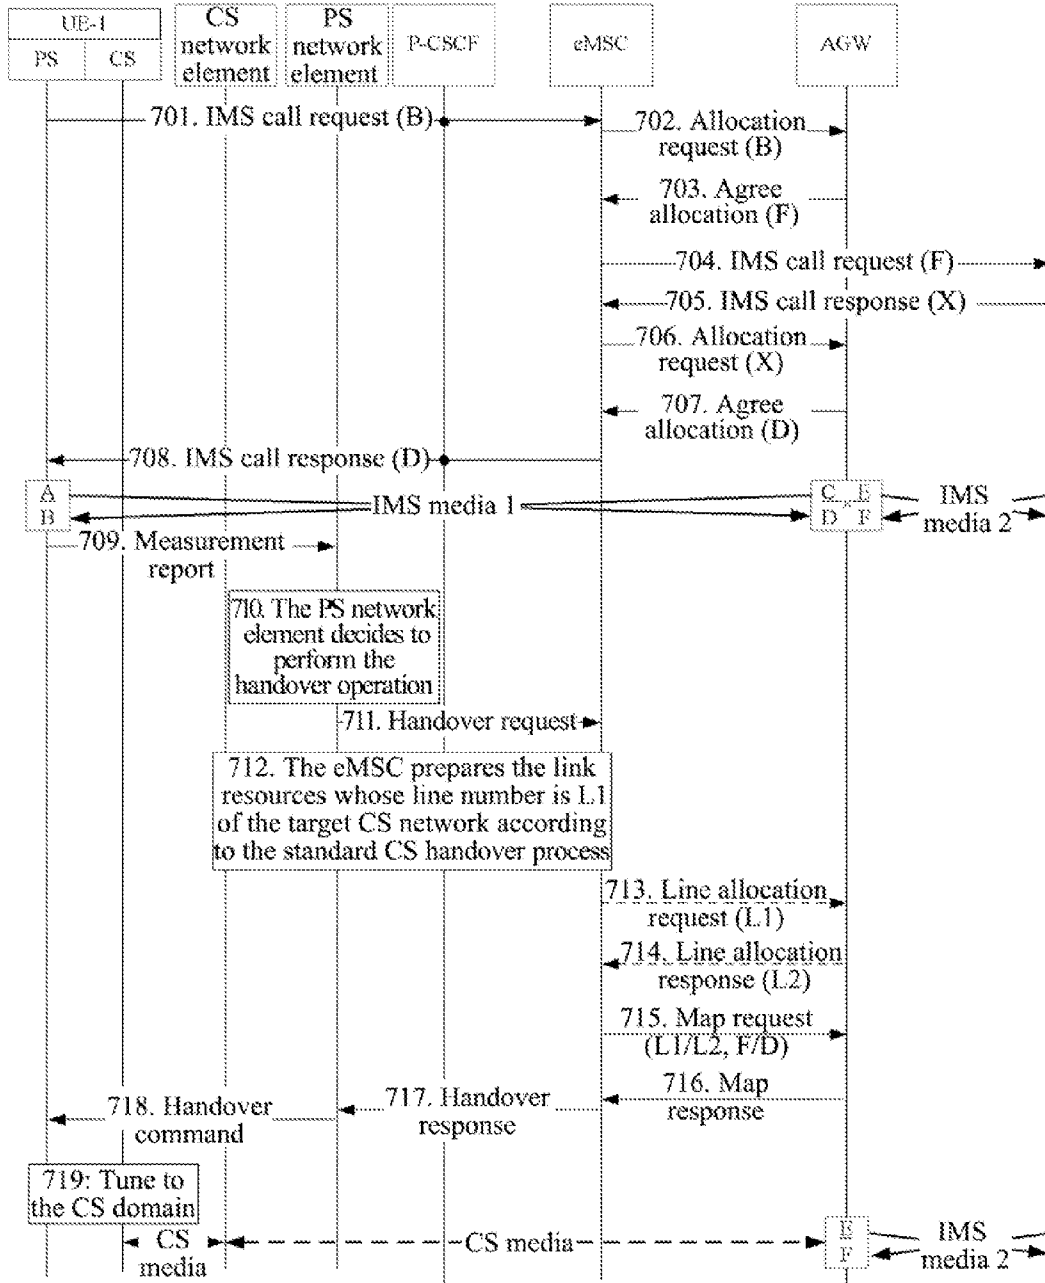 UE-1
PS
CS
CS
network
element
PS
network
element
P-CSCF
eMSC
AGW
701. IMS call request (B)
702. Allocation
request (B)
703. Agree
allocation (F)
704. IMS call request (F)
705. IMS call response (X)
706. Allocation
request (X)
707. Agree
allocation (D)
708. IMS call response (D)
A
B
IMS media 1
C E
D F
IMS
media 2
709. Measurement
report
710. The PS network
element decides to
perform the
handover operation
711. Handover request
712. The eMSC prepares the link
resources whose line number is L1
of the target CS network according
to the standard CS handover process
713. Line allocation
request (L1)
714. Line allocation
response (L2)
715. Map request
(L1/L2, F/D)
716. Map
response
717. Handover
response
718. Handover
command
719: Tune to
the CS domain
CS
media
CS media
E
F
IMS
media 2